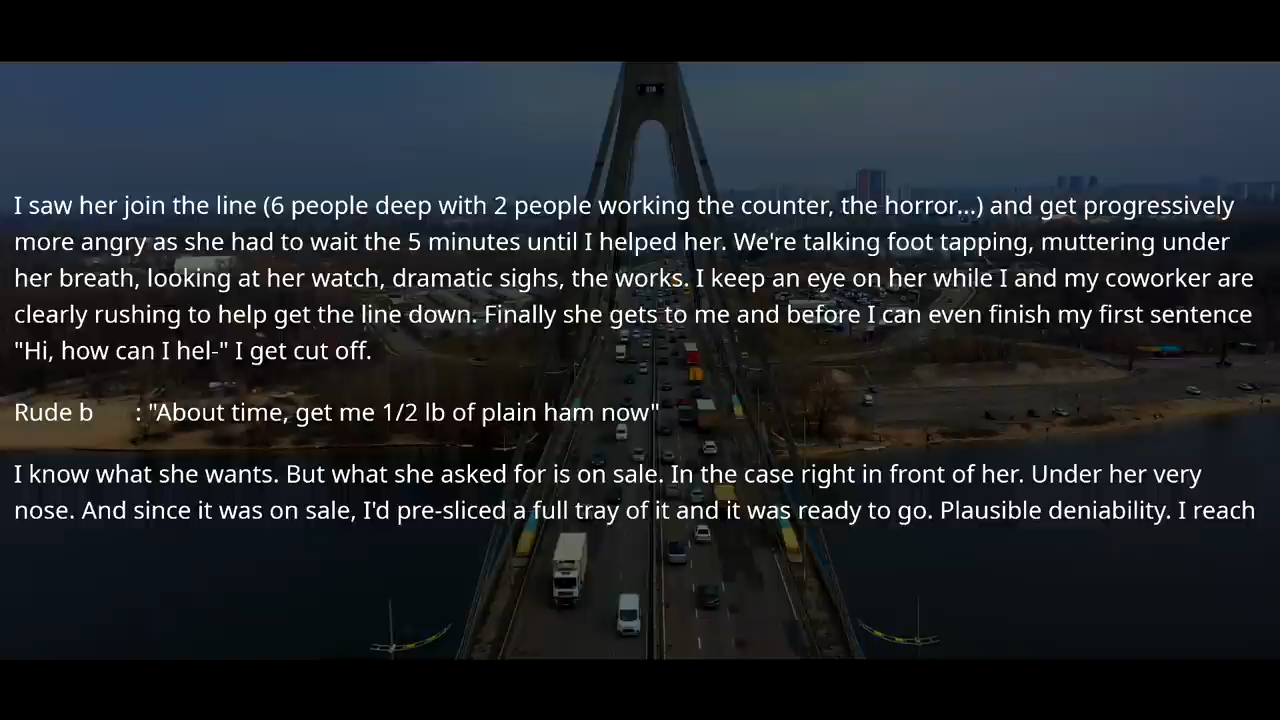 I saw her join the line (6 people deep with 2 people working the counter, the horror...) and get progressively
more angry as she had to wait the 5 minutes until I helped her. We're talking foot tapping, muttering under
her breath, looking at her watch, dramatic sighs, the works. I keep an eye on her while I and my coworker are
clearly rushing to help get the line down. Finally she gets to me and before I can even finish my first sentence
"Hi, how can I hel-" I get cut off.
Rude b : "About time, get me 1/2 lb of plain ham now"
I know what she wants. But what she asked for is on sale. In the case right in front of her. Under her very
nose. And since it was on sale, I'd pre-sliced a full tray of it and it was ready to go. Plausible deniability. I reach